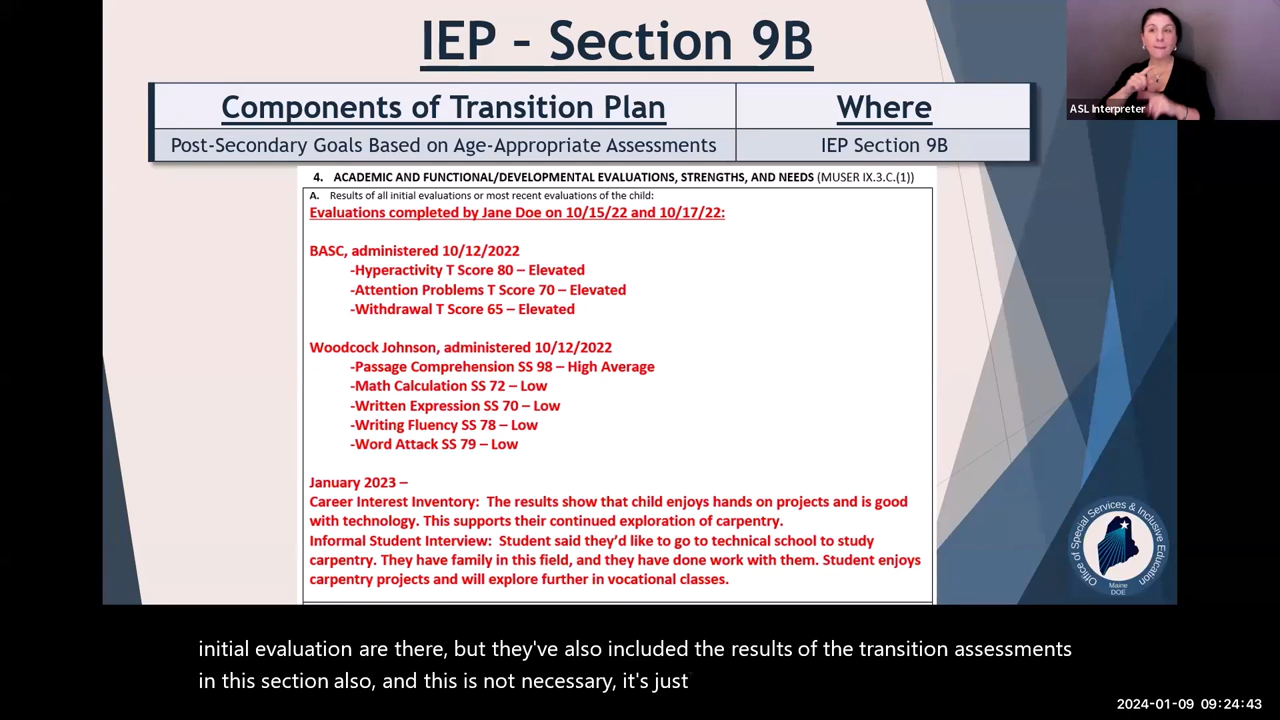 IEP – Section 9B
ASL Interpreter
Components of Transition Plan Where
Post-Secondary Goals Based on Age-Appropriate Assessments IEP Section 9B
4. ACADEMIC AND FUNCTIONAL/DEVELOPMENTAL EVALUATIONS, STRENGTHS, AND NEEDS (MUSER IX.3.C.(1))
A. Results of all initial evaluations or most recent evaluations of the child:
Evaluations completed by Jane Doe on 10/15/22 and 10/17/22:
BASC, administered 10/12/2022
-Hyperactivity T Score 80 – Elevated
-Attention Problems T Score 70 – Elevated
-Withdrawal T Score 65 – Elevated
Woodcock Johnson, administered 10/12/2022
-Passage Comprehension SS 98 – High Average
-Math Calculation SS 72 – Low
-Written Expression SS 70 – Low
-Writing Fluency SS 78 – Low
-Word Attack SS 79 – Low
January 2023 –
Career Interest Inventory: The results show that child enjoys hands on projects and is good
with technology. This supports their continued exploration of carpentry.
Informal Student Interview: Student said they'd like to go to technical school to study
carpentry. They have family in this field, and they have done work with them. Student enjoys
carpentry projects and will explore further in vocational classes.
Office of Special Services & Inclusive Education
Maine
DOE
initial evaluation are there, but they've also included the results of the transition assessments
in this section also, and this is not necessary, it's just
2024-01-09 09:24:43